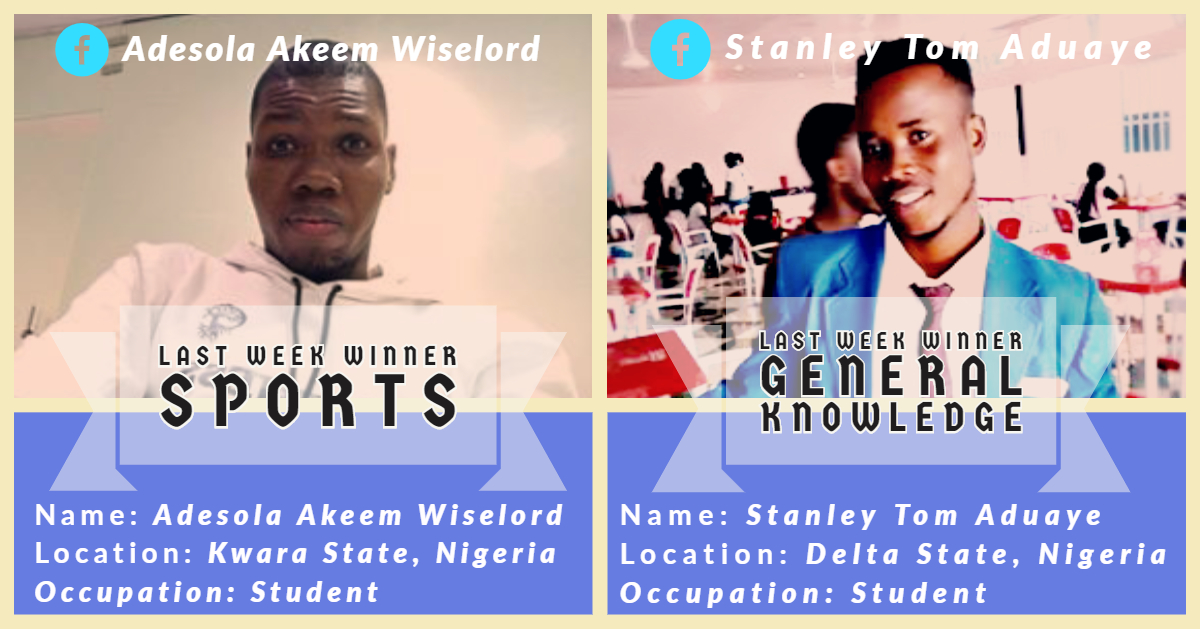 Adesola Akeem Wiselord
LAST WEEK WINNER
SPORTS
Name: Adesola Akeem Wiselord
Location: Kwara State, Nigeria
Occupation: Student
Stanley Tom Aduaye
LAST WEEK WINNER
GENERAL
KNOWLEDGE
Name: Stanley Tom Aduaye
Location: Delta State, Nigeria
Occupation: Student